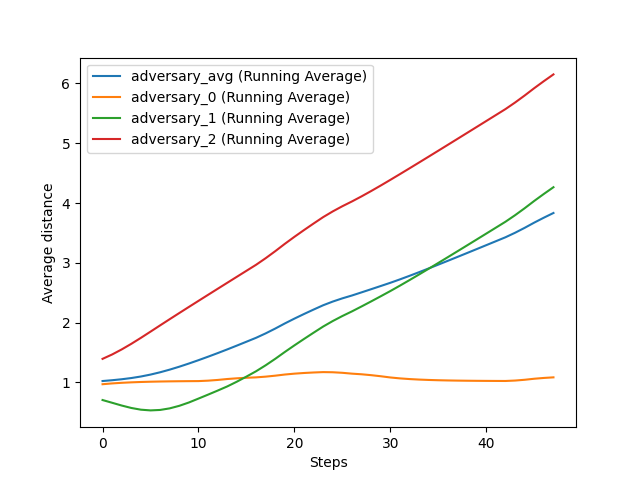 adversary_avg (Running Average)
adversary_0 (Running Average)
adversary_1 (Running Average)
adversary_2 (Running Average)
6
5
4
3
2
1
Average distance
0 10 20 30 40
Steps